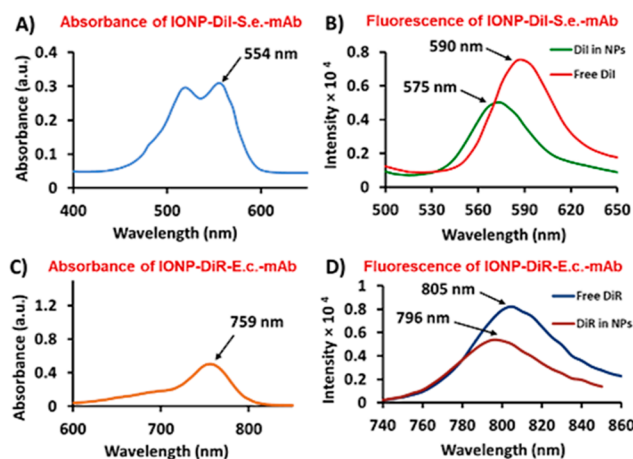 A) Absorbance of IONP-DiI-S.e.-mAb
554 nm
Absorbance (a.u.)
0.4
0.3
0.2
0.1
0
400
500
600
Wavelength (nm)
B) Fluorescence of IONP-DiI-S.e.-mAb
590 nm
575 nm
DiI in NPs
Free DiI
Intensity × 10⁴
0.8
0.6
0.4
0.2
0
500
530
560
590
620
650
Wavelength (nm)
C) Absorbance of IONP-DiR-E.c.-mAb
759 nm
Absorbance (a.u.)
1.2
0.8
0.4
0
600
700
800
Wavelength (nm)
D) Fluorescence of IONP-DiR-E.c.-mAb
805 nm
796 nm
Free DiR
DiR in NPs
Intensity × 10⁴
1
0.8
0.6
0.4
0.2
0
740
760
780
800
820
840
860
Wavelength (nm)